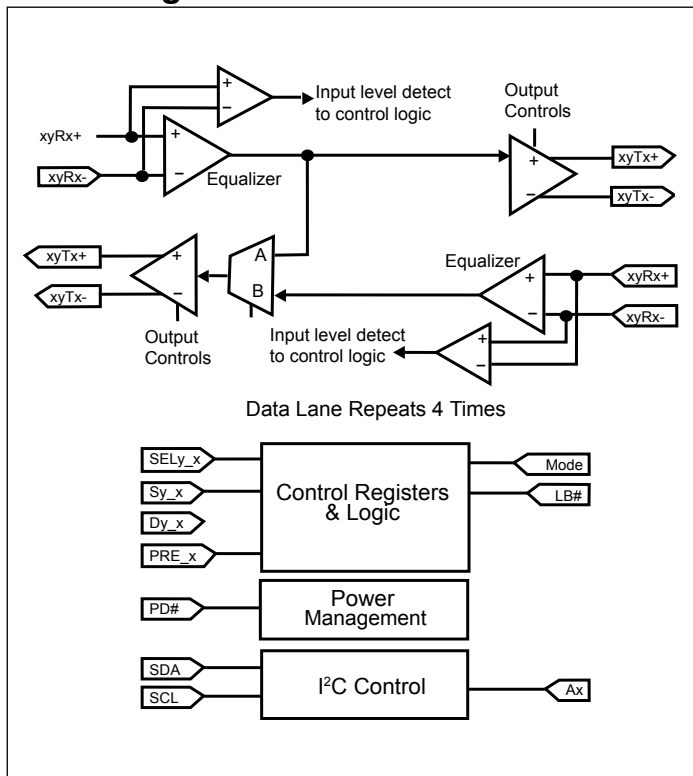 Input level detect
to control logic
Output
Controls
+
−
xyRx+
+
xyRx-
−
Equalizer
+
−
xyTx+
xyTx-
xyTx+
xyTx-
+
−
A
B
Equalizer
+
−
xyRx+
xyRx-
Output
Controls
Input level detect
to control logic
+
−
Data Lane Repeats 4 Times
SELy_x
Sy_x
Dy_x
PRE_x
Control Registers
& Logic
Mode
LB#
PD#
Power
Management
SDA
SCL
I²C Control
Ax